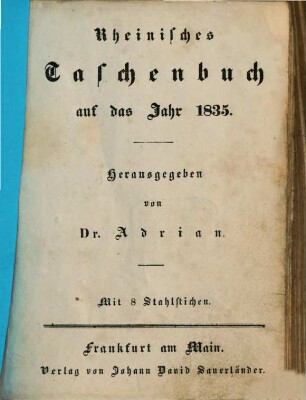 Rheinisches
Taschenbuch
auf das Jahr 1835.
Herausgegeben
von
Dr. Adrian.
Mit 8 Stahlstichen.
Frankfurt am Main.
Verlag von Johann David Sauerländer.